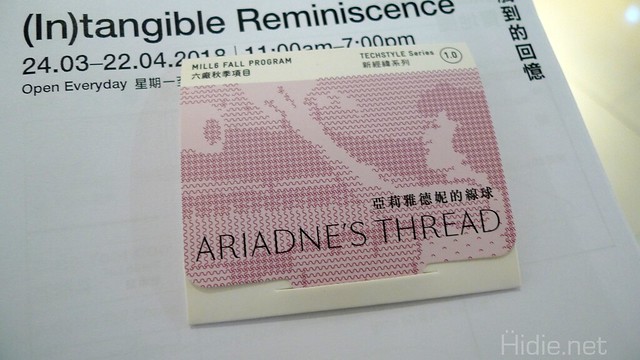 (In)tangible Reminiscence
24.03–22.04.2018 | 11:00am–7:00pm
Open Everyday 星期一至
到的回憶
MILL6 FALL PROGRAM
六廠秋季項目
TECHSTYLE Series 1.0
新經緯系列
亞莉雅德妮的線球
ARIADNE'S THREAD
Hidie.net